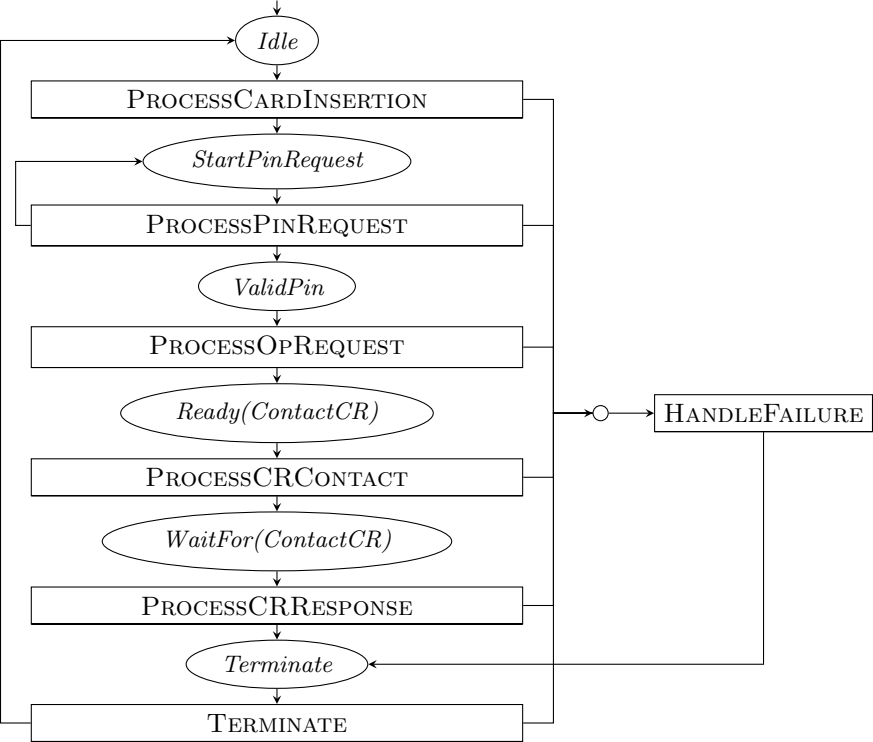 Idle
ProcessCardInsertion
StartPinRequest
ProcessPinRequest
ValidPin
ProcessOpRequest
Ready(ContactCR)
HandleFailure
ProcessCRContact
WaitFor(ContactCR)
ProcessCRResponse
Terminate
Terminate